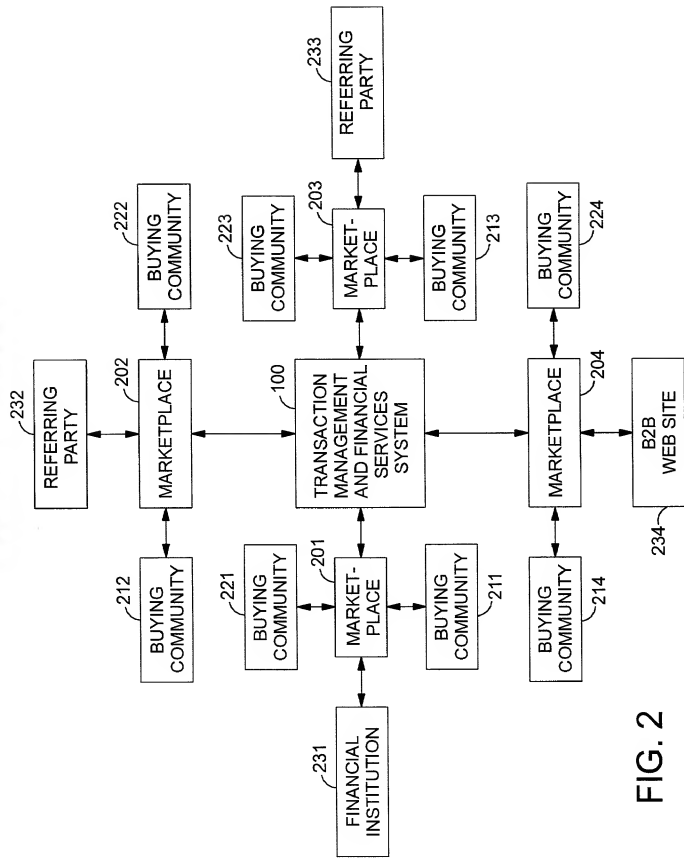 232
REFERRING
PARTY
202
MARKETPLACE
212
BUYING
COMMUNITY
222
BUYING
COMMUNITY
221
BUYING
COMMUNITY
223
BUYING
COMMUNITY
231
FINANCIAL
INSTITUTION
201
MARKET-
PLACE
100
TRANSACTION
MANAGEMENT
AND FINANCIAL
SERVICES
SYSTEM
203
MARKET-
PLACE
233
REFERRING
PARTY
211
BUYING
COMMUNITY
213
BUYING
COMMUNITY
214
BUYING
COMMUNITY
204
MARKETPLACE
224
BUYING
COMMUNITY
234
B2B
WEB SITE
FIG. 2